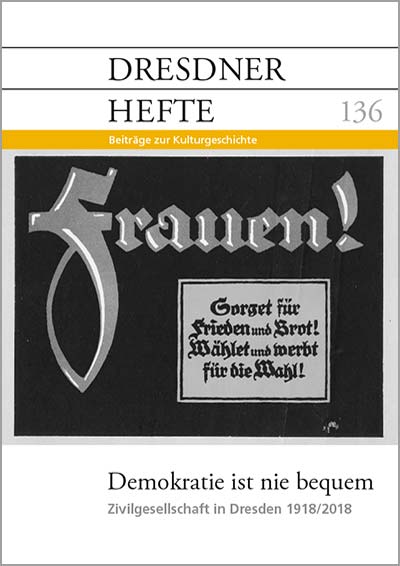 DRESDNER
HEFTE
136
Beiträge zur Kulturgeschichte
Frauen!
Sorget für
Frieden und Brot!
Wählet und werbt
für die Wahl!
Demokratie ist nie bequem
Zivilgesellschaft in Dresden 1918/2018